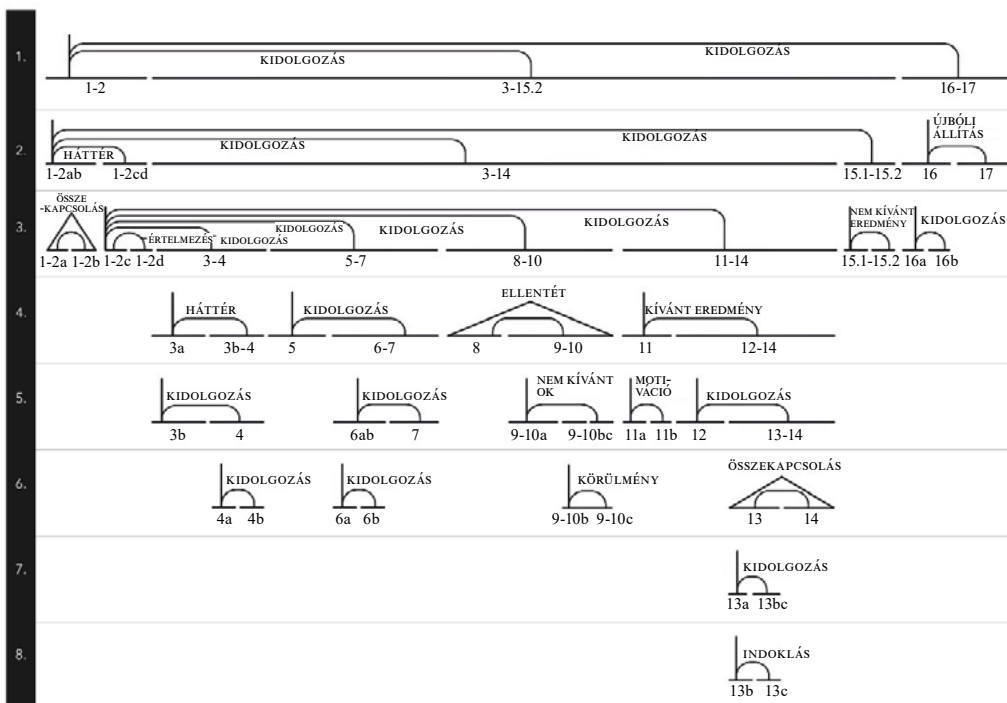 1.
KIDOLGOZÁS
KIDOLGOZÁS
1-2
3-15.2
16-17
2.
HÁTTÉR
KIDOLGOZÁS
KIDOLGOZÁS
ÚJBÓLI
ÁLLÍTÁS
1-2ab
1-2cd
3-14
15.1-15.2
16
17
3.
ÖSSZE
-KAPCSOLÁS
„ÉRTELMEZÉS"
KIDOLGOZÁS
KIDOLGOZÁS
KIDOLGOZÁS
KIDOLGOZÁS
NEM KÍVÁNT
EREDMÉNY
KIDOLGOZÁS
1-2a
1-2b
1-2c
1-2d
3-4
5-7
8-10
11-14
15.1-15.2
16a
16b
4.
HÁTTÉR
KIDOLGOZÁS
ELLENTÉT
KÍVÁNT EREDMÉNY
3a
3b-4
5
6-7
8
9-10
11
12-14
5.
KIDOLGOZÁS
KIDOLGOZÁS
NEM KÍVÁNT
OK
MOTI-
VÁCIÓ
KIDOLGOZÁS
3b
4
6ab
7
9-10a
9-10bc
11a
11b
12
13-14
6.
KIDOLGOZÁS
KIDOLGOZÁS
KÖRÜLMÉNY
ÖSSZEKAPCSOLÁS
4a
4b
6a
6b
9-10b
9-10c
13
14
7.
KIDOLGOZÁS
13a
13bc
8.
INDOKLÁS
13b
13c